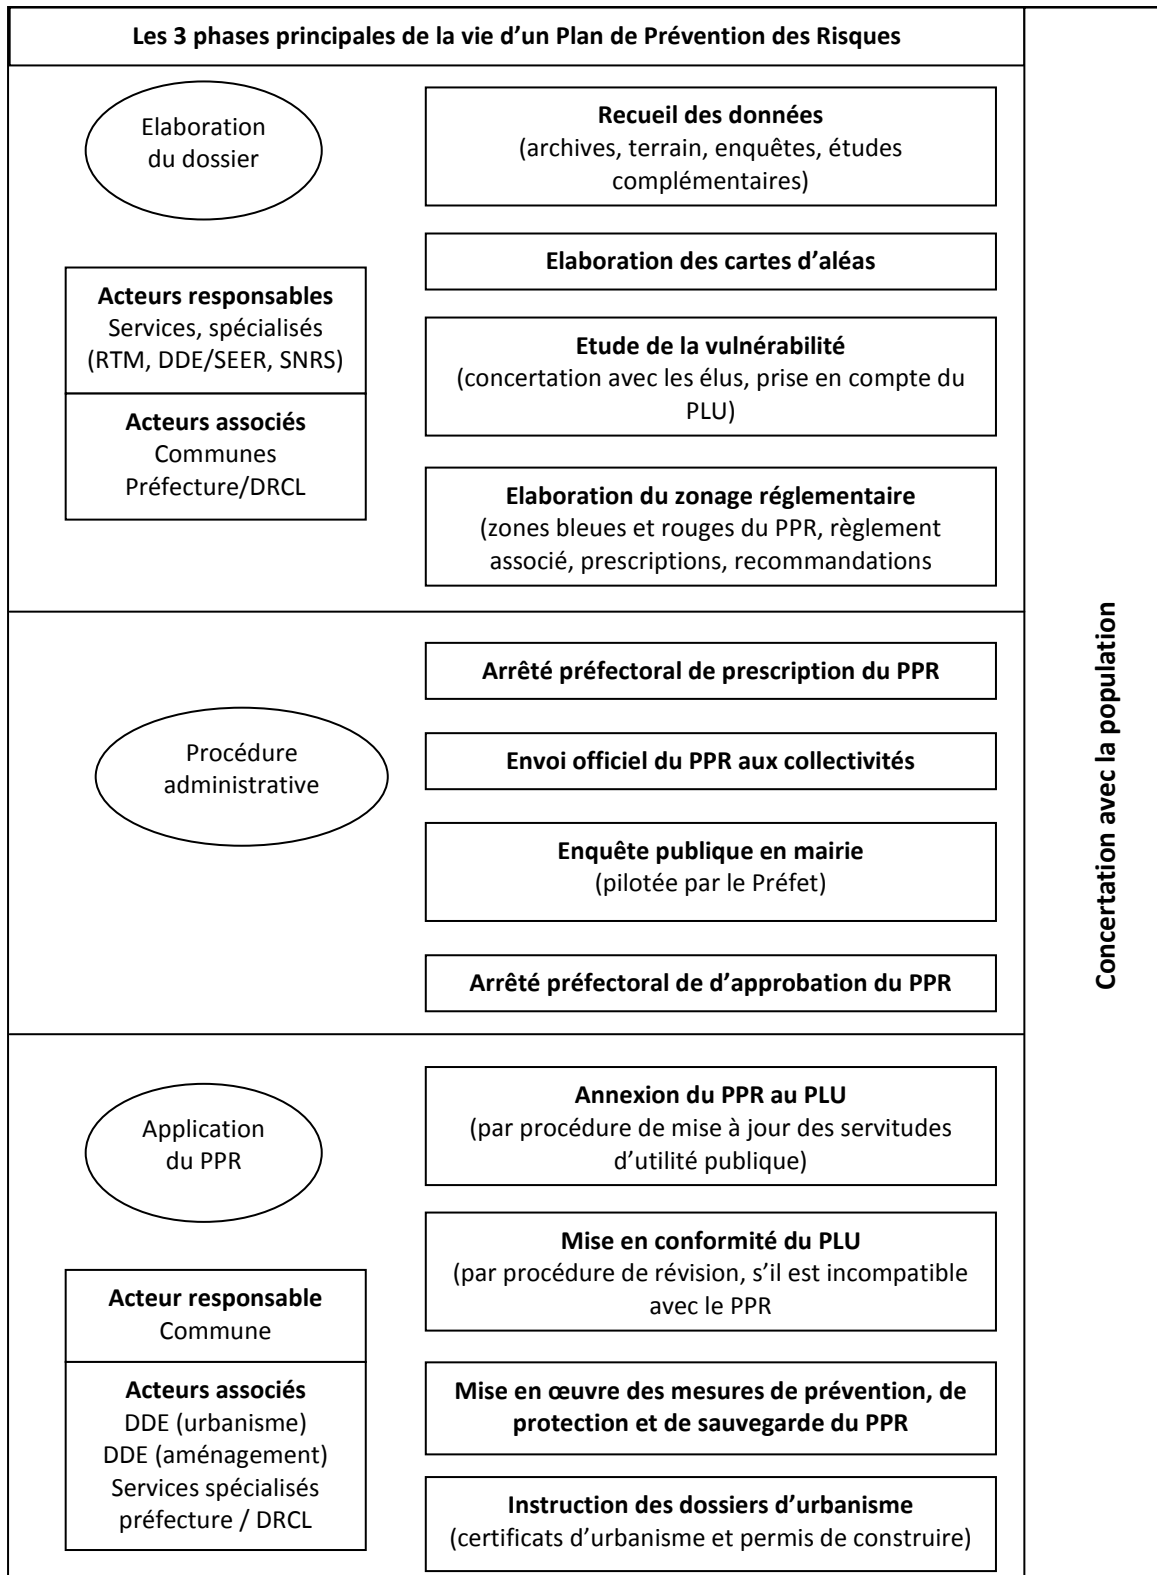 Les 3 phases principales de la vie d’un Plan de Prévention des Risques
Elaboration
du dossier
Recueil des données
(archives, terrain, enquêtes, études
complémentaires)
Elaboration des cartes d’aléas
Acteurs responsables
Services, spécialisés
(RTM, DDE/SEER, SNRS)
Acteurs associés
Communes
Préfecture/DRCL
Etude de la vulnérabilité
(concertation avec les élus, prise en compte du
PLU)
Elaboration du zonage réglementaire
(zones bleues et rouges du PPR, règlement
associé, prescriptions, recommandations
Procédure
administrative
Arrêté préfectoral de prescription du PPR
Envoi officiel du PPR aux collectivités
Enquête publique en mairie
(pilotée par le Préfet)
Arrêté préfectoral de d’approbation du PPR
Application
du PPR
Annexion du PPR au PLU
(par procédure de mise à jour des servitudes
d’utilité publique)
Mise en conformité du PLU
(par procédure de révision, s’il est incompatible
avec le PPR
Acteur responsable
Commune
Acteurs associés
DDE (urbanisme)
DDE (aménagement)
Services spécialisés
préfecture / DRCL
Mise en œuvre des mesures de prévention, de
protection et de sauvegarde du PPR
Instruction des dossiers d’urbanisme
(certificats d’urbanisme et permis de construire)
Concertation avec la population